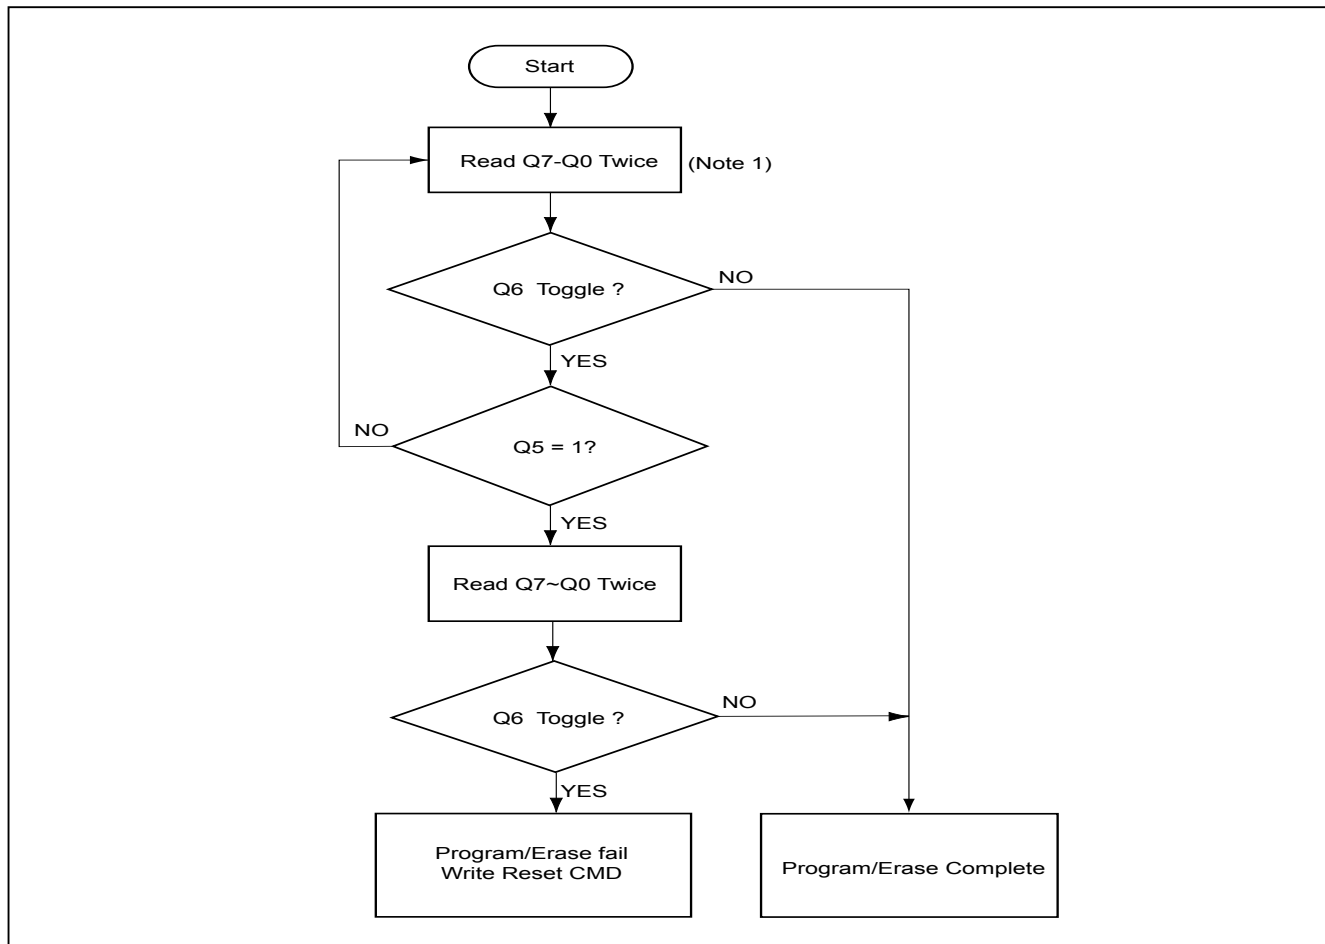 Start
Read Q7-Q0 Twice
(Note 1)
Q6  Toggle ?
NO
YES
NO
Q5 = 1?
YES
Read Q7~Q0 Twice
Q6  Toggle ?
NO
YES
Program/Erase fail
Write Reset CMD
Program/Erase Complete